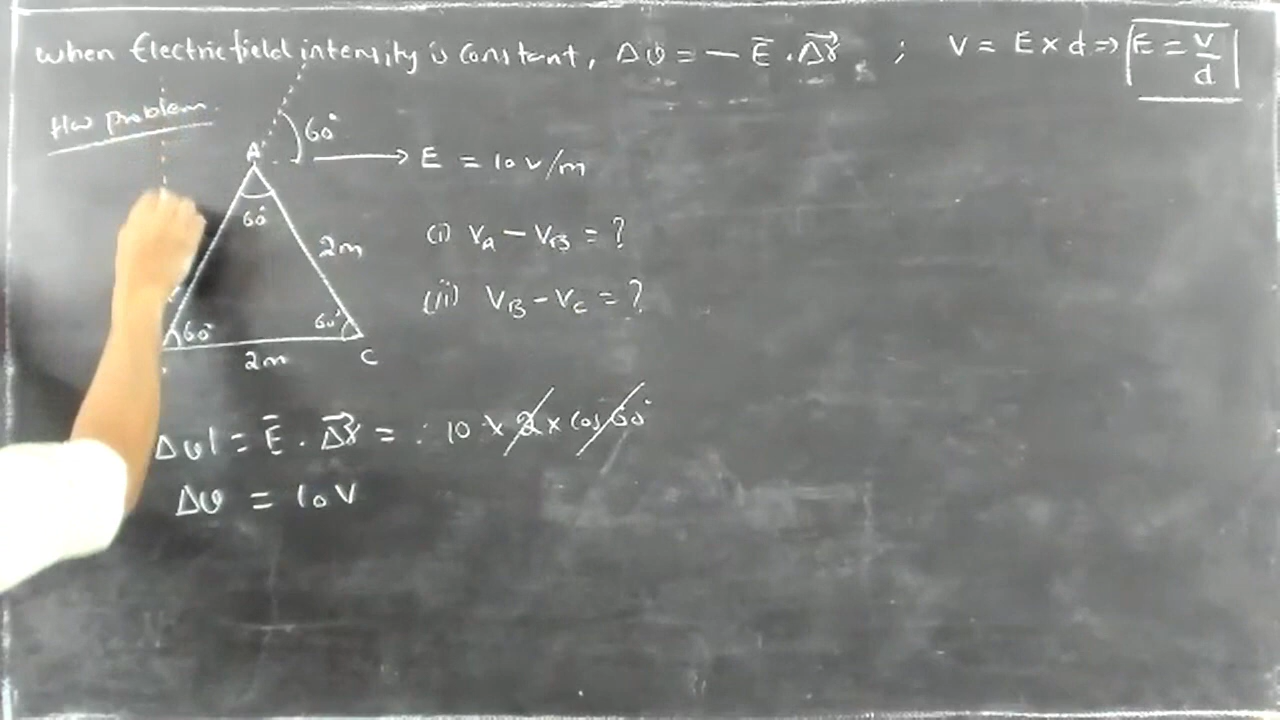 when Electric field intensity is constant, Δv = - E̅ . Δr⃗ ; V = E × d ⇒ E = V/d
HW problem
A 60°
→ E = 10 V/m
60°
2m
(i) VA - VB = ?
(ii) VB - VC = ?
60° 60°
2m C
|Δv| = E̅ . Δr⃗ = 10 × 2 × cos 60°
Δv = 10 V